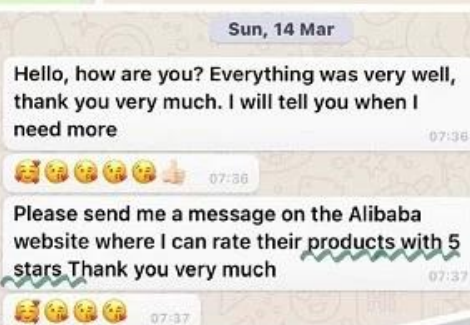 Sun, 14 Mar
Hello, how are you? Everything was very well,
thank you very much. I will tell you when I
need more
07:36
🥰😘😘😘😘👍🏻 07:36
Please send me a message on the Alibaba
website where I can rate their products with 5
stars Thank you very much
07:37
🥰😘😘😘 07:37